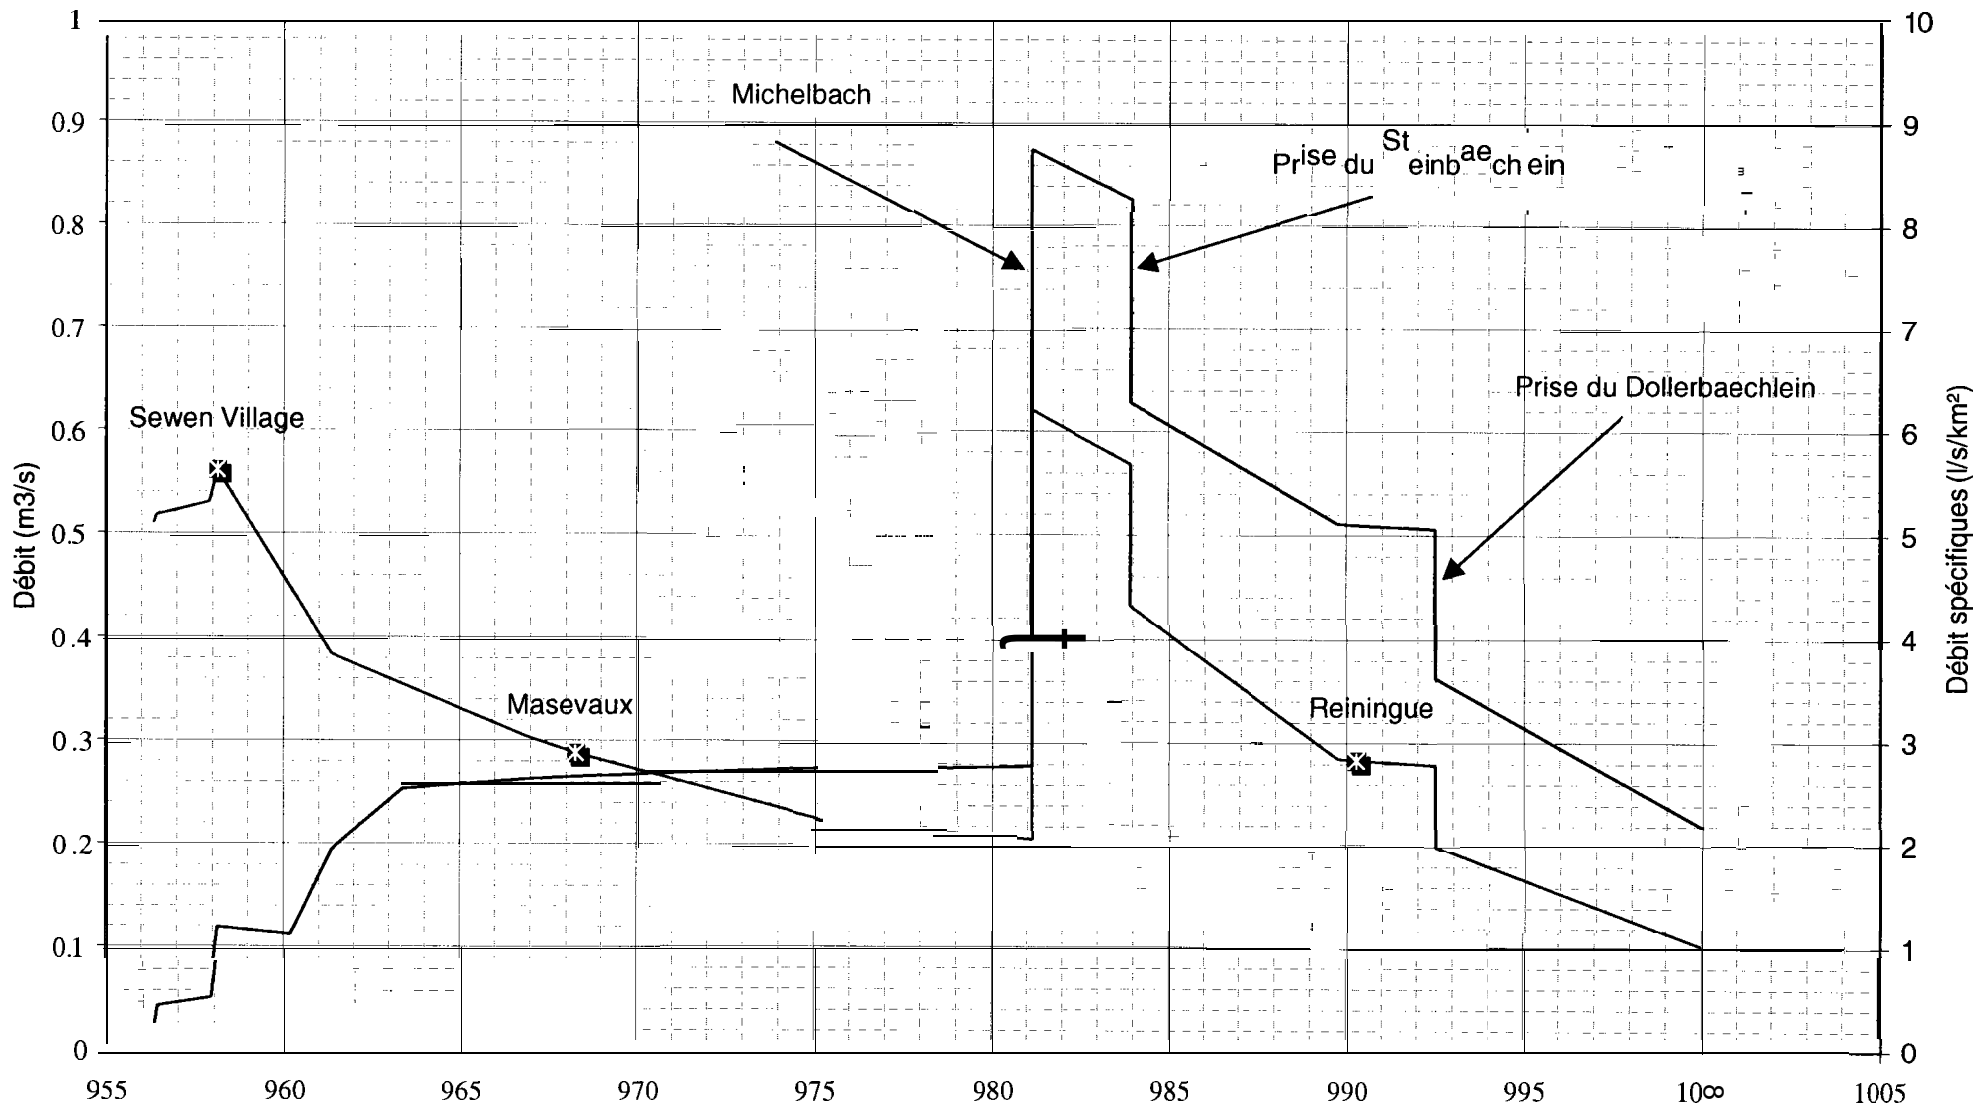 1
10
Michelbach
0.9
9
Prise du Steinbaechein
0.8
8
0.7
7
Prise du Dollerbaechlein
Sewen Village
0.6
6
Débit (m3/s)
Débit spécifiques (l/s/km²)
0.5
5
0.4
4
Masevaux
Reiningue
0.3
3
0.2
2
0.1
1
0
0
955 960 965 970 975 980 985 990 995 1000 1005